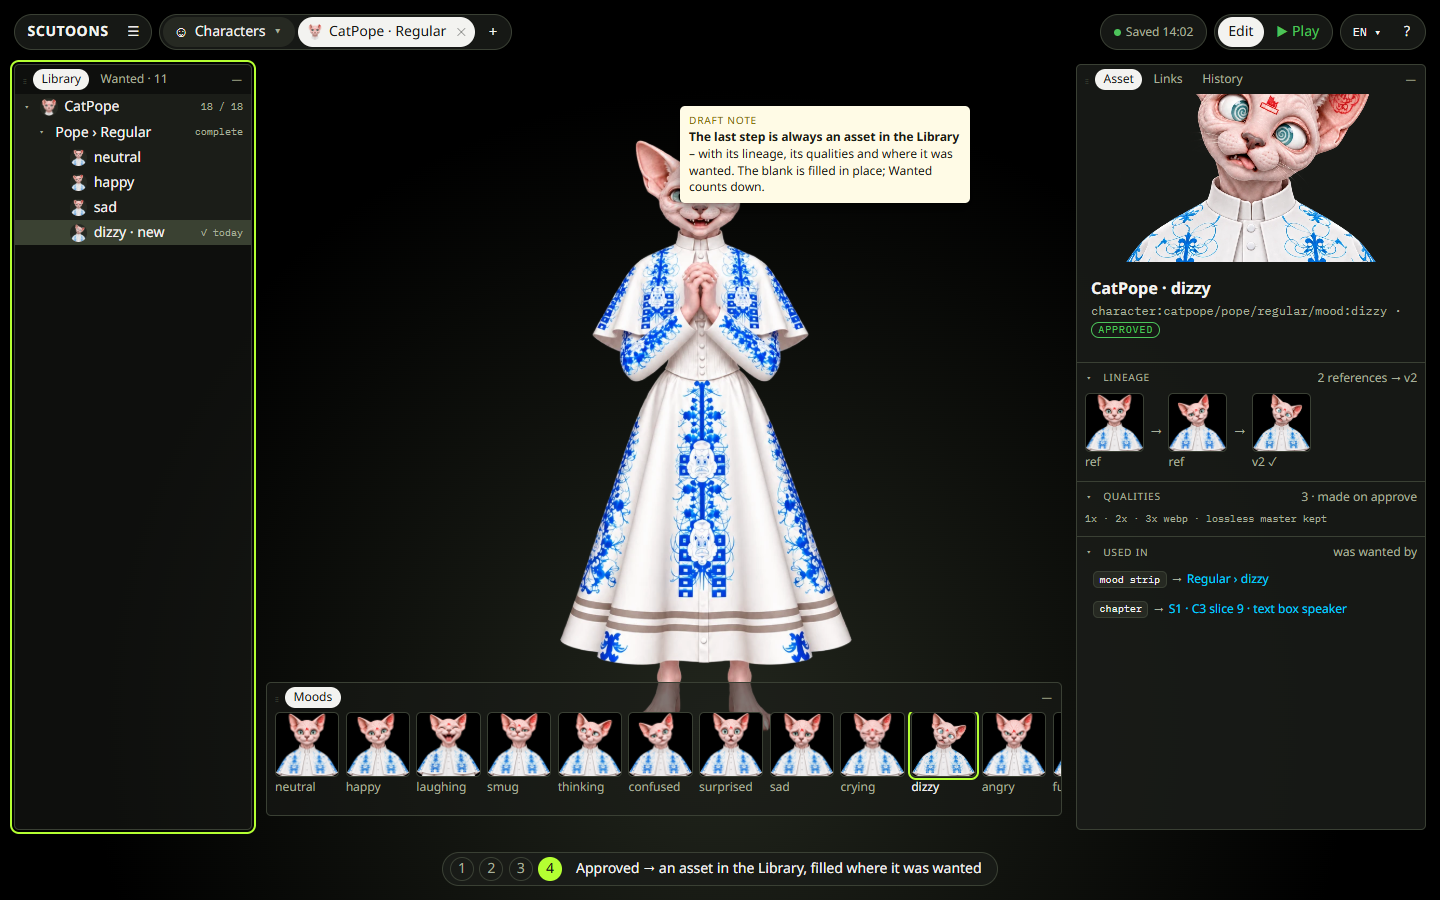 SCUTOONS ☰
☺ Characters ▾
CatPope · Regular ×
+
Saved 14:02
Edit
▶ Play
EN ▾
?
Library
Wanted · 11
CatPope 18 / 18
Pope › Regular complete
neutral
happy
sad
dizzy · new ✓ today
DRAFT NOTE
The last step is always an asset in the Library
– with its lineage, its qualities and where it was
wanted. The blank is filled in place; Wanted
counts down.
Moods
neutral
happy
laughing
smug
thinking
confused
surprised
sad
crying
dizzy
angry
Asset
Links
History
CatPope · dizzy
character:catpope/pope/regular/mood:dizzy ·
APPROVED
LINEAGE 2 references → v2
→ →
ref
ref
v2 ✓
QUALITIES 3 · made on approve
1x · 2x · 3x webp · lossless master kept
USED IN was wanted by
mood strip → Regular › dizzy
chapter → S1 · C3 slice 9 · text box speaker
1 2 3 4 Approved → an asset in the Library, filled where it was wanted